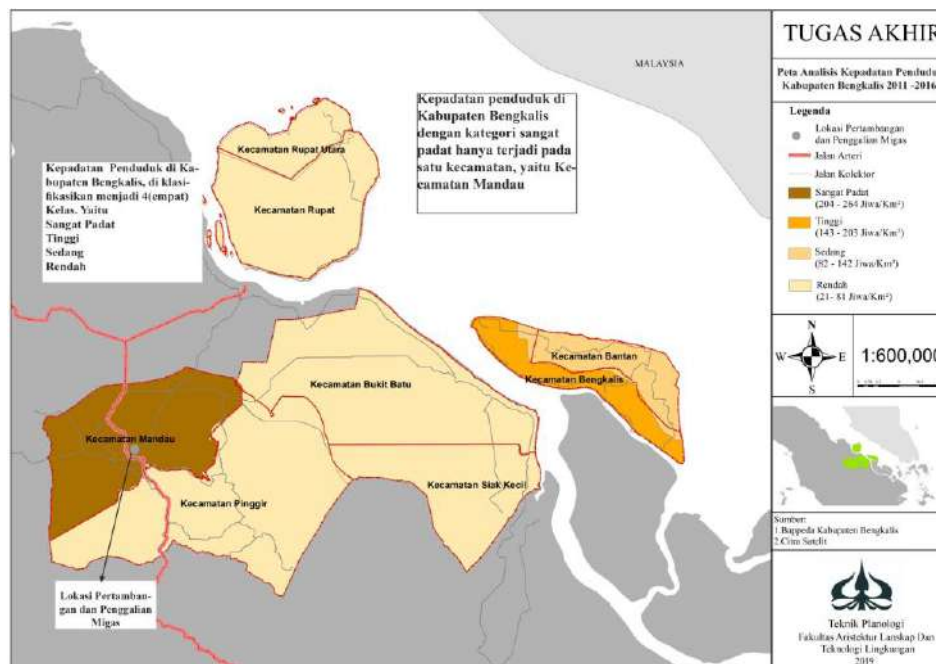 MALAYSIA
Kepadatan penduduk di
Kabupaten Bengkalis
dengan kategori sangat
padat hanya terjadi pada
satu kecamatan, yaitu Ke-
camatan Mandau
Kepadatan Penduduk di Ka-
bupaten Bengkalis, di klasi-
fikasikan menjadi 4(empat)
Kelas. Yaitu
Sangat Padat
Tinggi
Sedang
Rendah
Kecamatan Rupat Utara
Kecamatan Rupat
Kecamatan Bantan
Kecamatan Bengkalis
Kecamatan Bukit Batu
Kecamatan Mandau
Kecamatan Siak Kecil
Kecamatan Pinggir
Lokasi Pertamban-
gan dan Penggalian
Migas
TUGAS AKHIR
Peta Analisis Kepadatan Pendudu
Kabupaten Bengkalis 2011 -2016
Legenda
Lokasi Pertambangan
dan Penggalian Migas
Jalan Arteri
Jalan Kolektor
Sangat Padat
(204 - 264 Jiwa/Km²)
Tinggi
(143 - 203 Jiwa/Km²)
Sedang
(82 - 142 Jiwa/Km²)
Rendah
(21- 81 Jiwa/Km²)
N
W E
S
1:600,000
Sumber:
1.Bappeda Kabupaten Bengkalis
2.Citra Satelit
Teknik Planologi
Fakultas Aristektur Lanskap Dan
Teknologi Lingkungan
2019